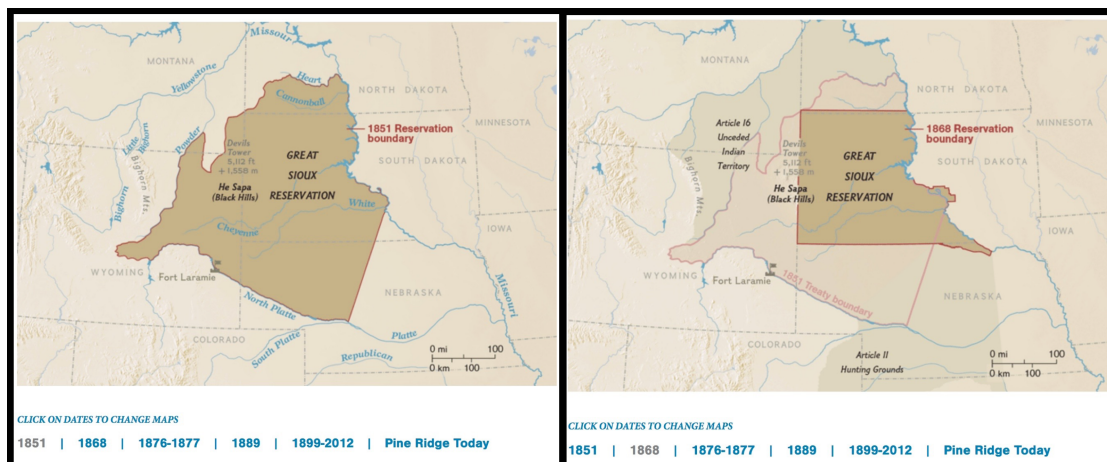 Missouri
MONTANA
Yellowstone
Heart
NORTH DAKOTA
Cannonball
Powder
Little
Bighorn
1851 Reservation
boundary
MINNESOTA
Devils
Tower
5,112 ft
+ 1,558 m
GREAT
SIOUX
RESERVATION
SOUTH DAKOTA
Bighorn Mts.
Bighorn
He Sapa
(Black Hills)
White
Cheyenne
IOWA
WYOMING
Fort Laramie
NEBRASKA
Missouri
North Platte
Platte
COLORADO
South Platte
Republican
0 mi 100
0 km 100
CLICK ON DATES TO CHANGE MAPS
1851 | 1868 | 1876-1877 | 1889 | 1899-2012 | Pine Ridge Today
MONTANA
NORTH DAKOTA
Article 16
Unceded
Indian
Territory
1868 Reservation
boundary
MINNESOTA
Devils
Tower
5,112 ft
+ 1,558 m
GREAT
SIOUX
RESERVATION
SOUTH DAKOTA
Bighorn Mts.
He Sapa
(Black Hills)
IOWA
WYOMING
Fort Laramie
1851 Treaty boundary
NEBRASKA
COLORADO
Article II
Hunting Grounds
0 mi 100
0 km 100
CLICK ON DATES TO CHANGE MAPS
1851 | 1868 | 1876-1877 | 1889 | 1899-2012 | Pine Ridge Today